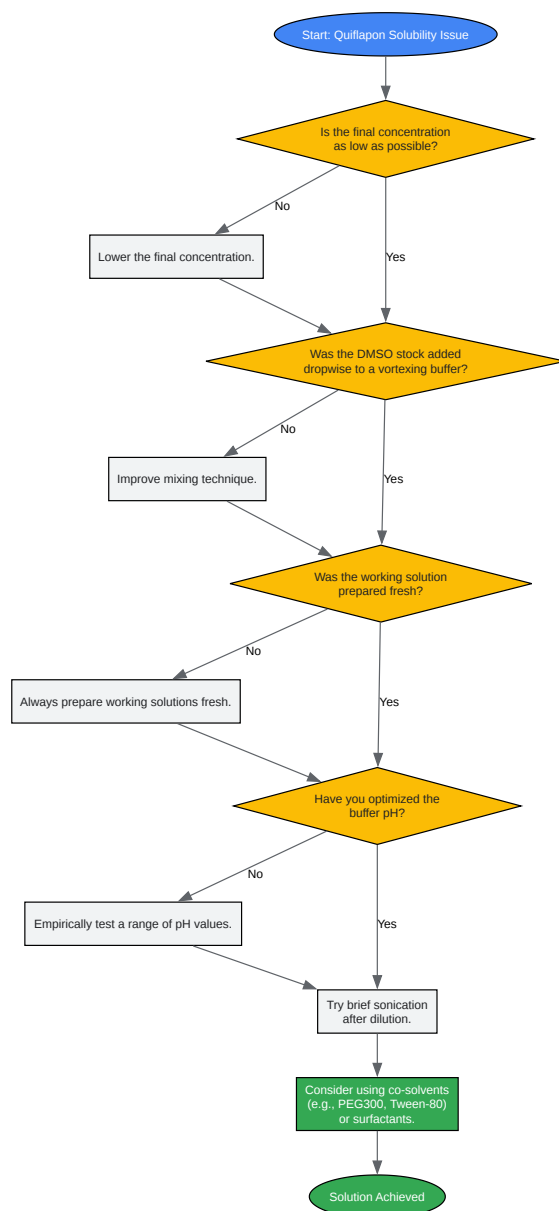 Start: Quiflapon Solubility Issue
Is the final concentration
as low as possible?
No
Yes
Lower the final concentration.
Was the DMSO stock added
dropwise to a vortexing buffer?
No
Yes
Improve mixing technique.
Was the working solution
prepared fresh?
No
Yes
Always prepare working solutions fresh.
Have you optimized the
buffer pH?
No
Yes
Empirically test a range of pH values.
Try brief sonication
after dilution.
Consider using co-solvents
(e.g., PEG300, Tween-80)
or surfactants.
Solution Achieved